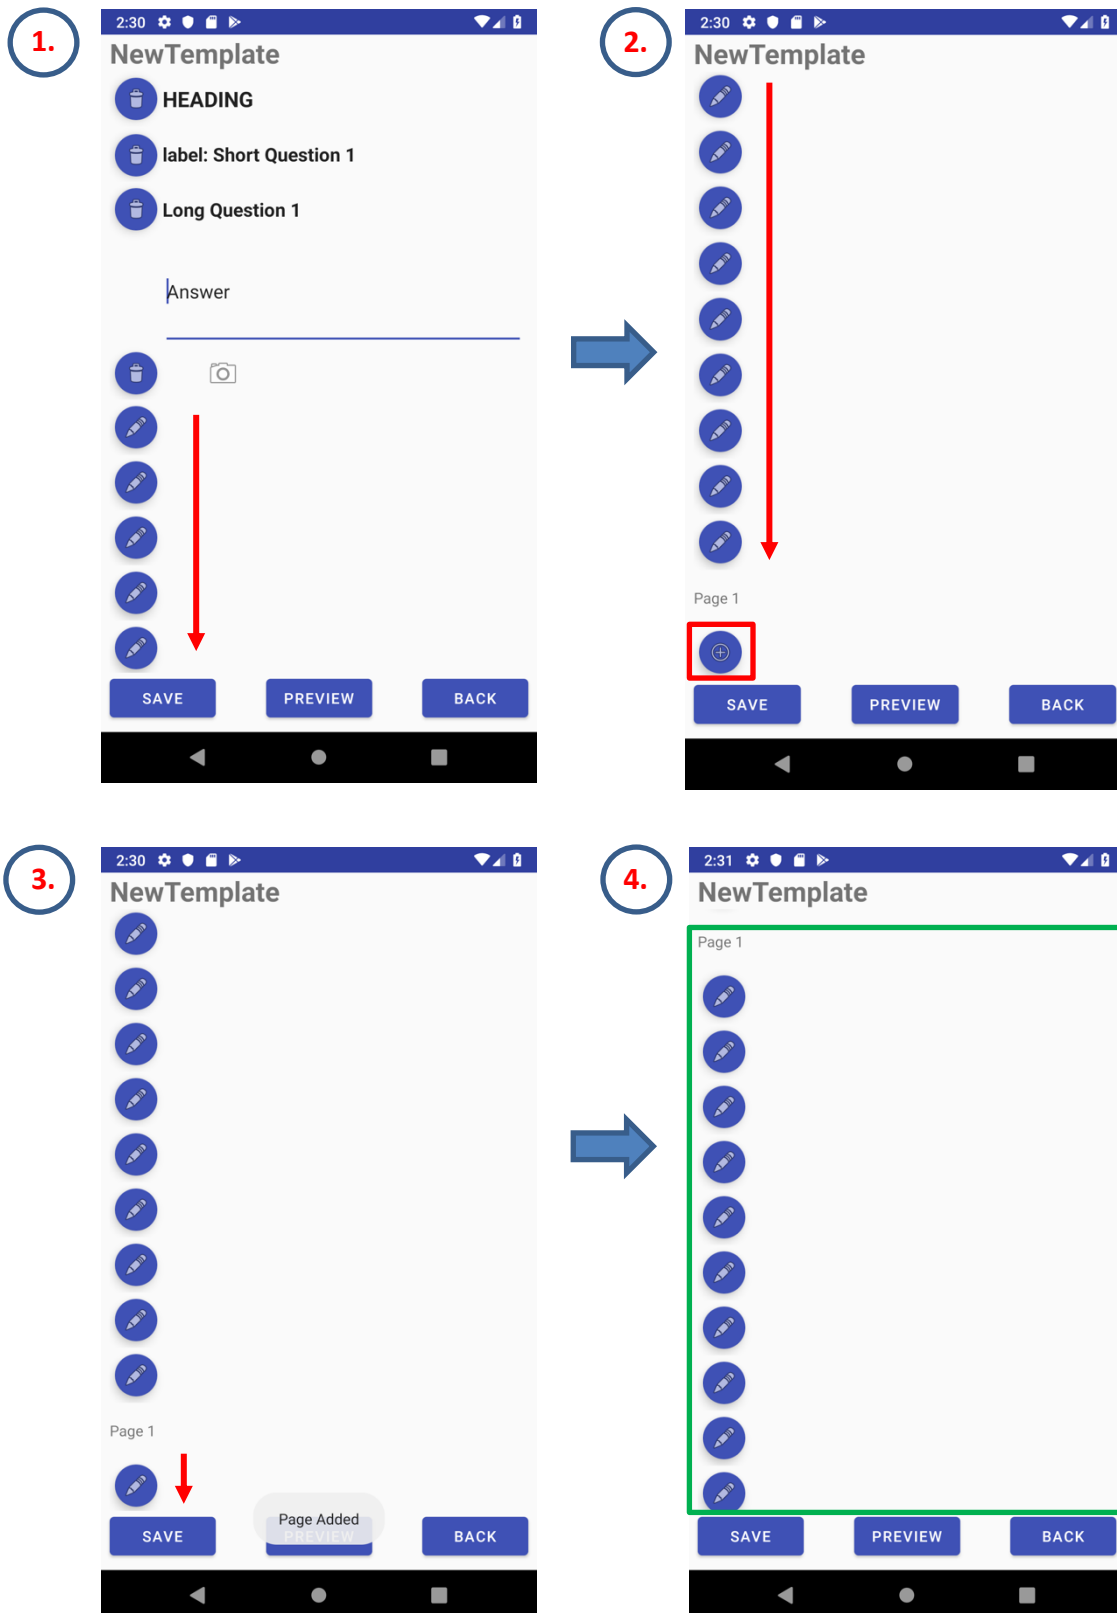 1.
2:30
NewTemplate
HEADING
label: Short Question 1
Long Question 1
Answer
SAVE PREVIEW BACK
2.
2:30
NewTemplate
Page 1
SAVE PREVIEW BACK
3.
2:30
NewTemplate
Page 1
Page Added
SAVE PREVIEW BACK
4.
2:31
NewTemplate
Page 1
SAVE PREVIEW BACK